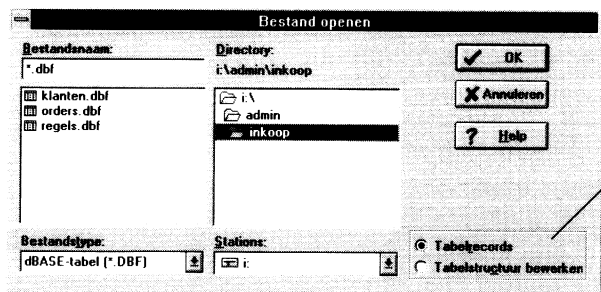 Bestand openen
Bestandsnaam:
*.dbf
klanten.dbf
orders.dbf
regels.dbf
Bestandstype:
dBASE-tabel (*.DBF)
Directory:
i:\admin\inkoop
i:\
admin
inkoop
Stations:
i:
OK
Annuleren
Help
Tabelrecords
Tabelstructuur bewerken